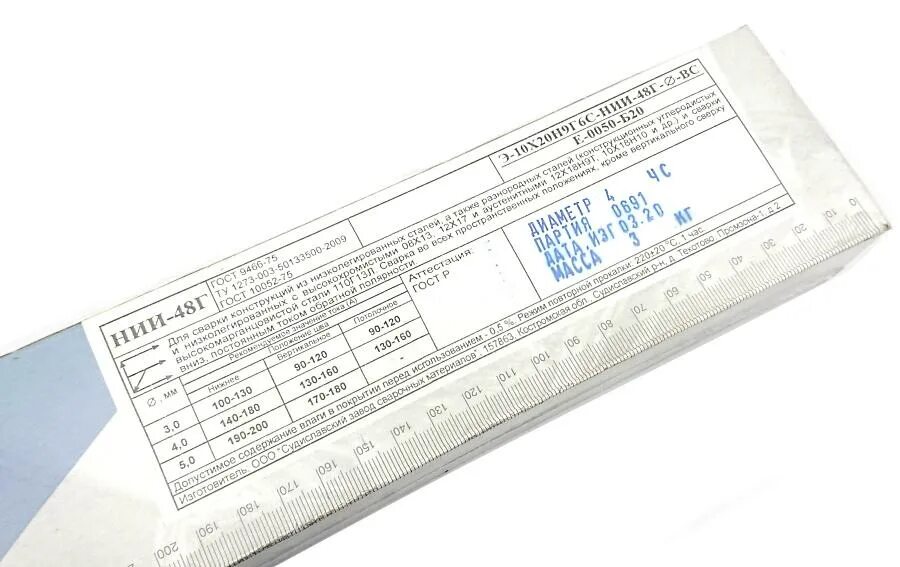 НИИ-48Г
ГОСТ 9466-75
ТУ 1273-003-50133500-2009
ГОСТ 10052-75
Э-10Х20Н9Г6С-НИИ-48Г-∅-ВС
Е-0050-Б20
Для сварки конструкций из низколегированных сталей, а также разнородных сталей (конструкционных углеродистых
и низколегированных с высокохромистыми 08Х13, 12Х17 и аустенитными 12Х18Н9Т, 10Х18Н10 и др.) и сварки
высокомарганцовистой стали 110Г13Л. Сварка во всех пространственных положениях, кроме вертикального сверху
вниз, постоянным током обратной полярности
Рекомендуемое значение тока (А)
∅, мм
Положение шва
Нижнее Вертикальное Потолочное
3,0 100-130 90-120 90-120
4,0 140-180 130-160 130-160
5,0 190-200 170-180
Аттестация:
ГОСТ Р
ДИАМЕТР 4 ЧС
ПАРТИЯ 0691
ДАТА ИЗГ 03.20
МАССА 3 КГ
Допустимое содержание влаги в покрытии перед использованием - 0,5 %. Режим повторной прокалки: 220±20 °С, 1 час
Изготовитель: ООО "Судиславский завод сварочных материалов". 157863, Костромская обл., Судиславский р-н, д. Текотово, Промзона-1, д.2
200 190 180 170 160 150 140 130 120 110 100 90 80 70 60 50 40 30 20 10 0